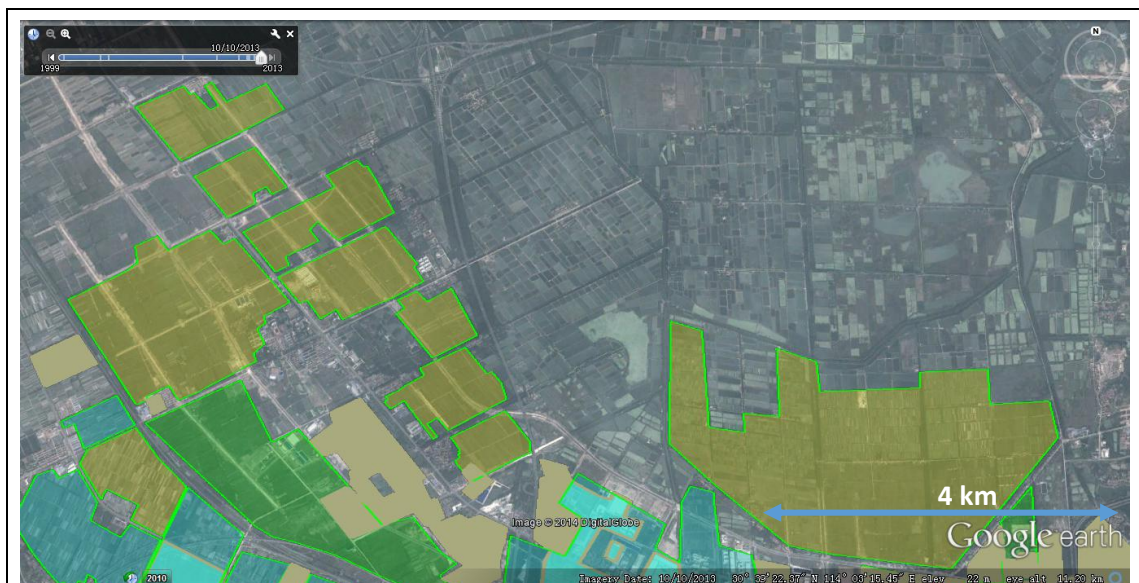 10/10/2013
1999
2013
N
4 km
Image © 2014 DigitalGlobe
Google earth
2010
Imagery Date: 10/10/2013 30° 39'22.37" N 114° 03'15.45" E elev 22 m eye alt 14.20 km